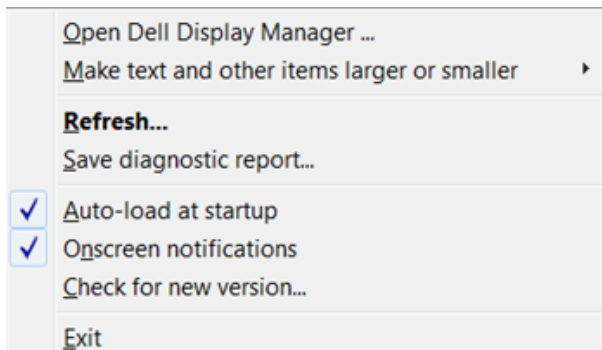 Open Dell Display Manager ...
Make text and other items larger or smaller
Refresh...
Save diagnostic report...
Auto-load at startup
Onscreen notifications
Check for new version...
Exit